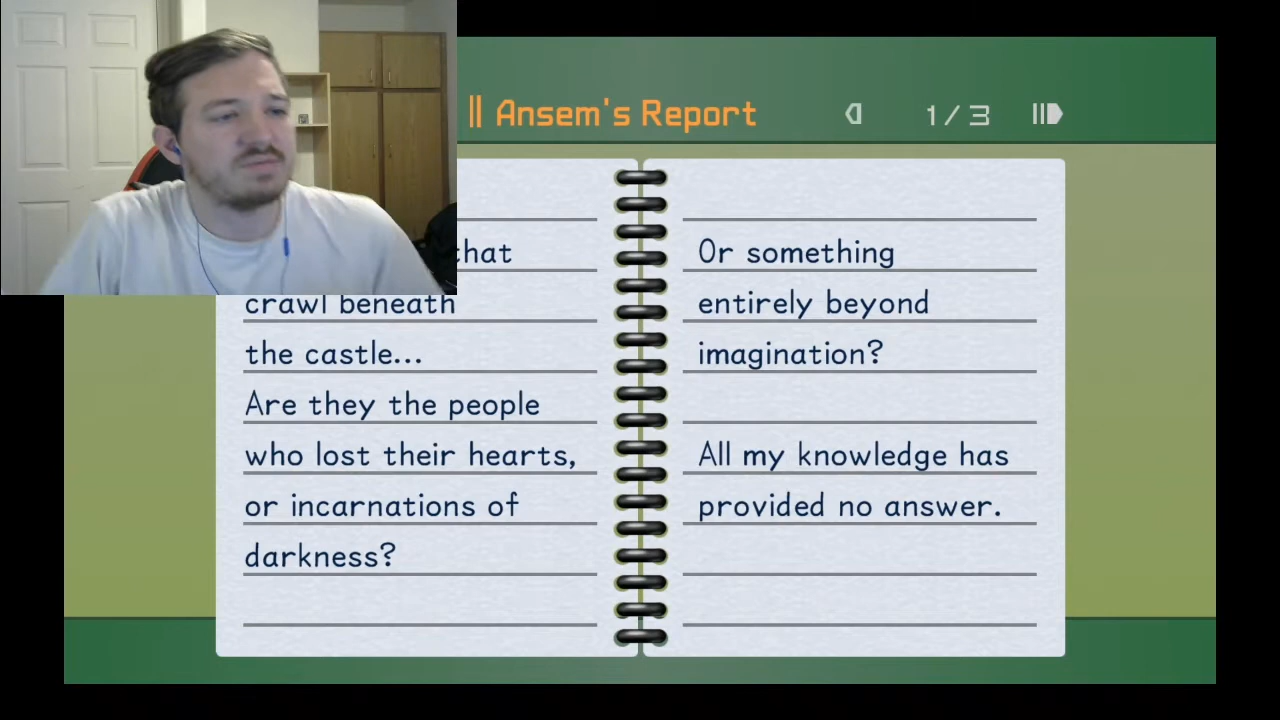 Ansem's Report
1/3
that
crawl beneath
the castle...
Are they the people
who lost their hearts,
or incarnations of
darkness?
Or something
entirely beyond
imagination?
All my knowledge has
provided no answer.